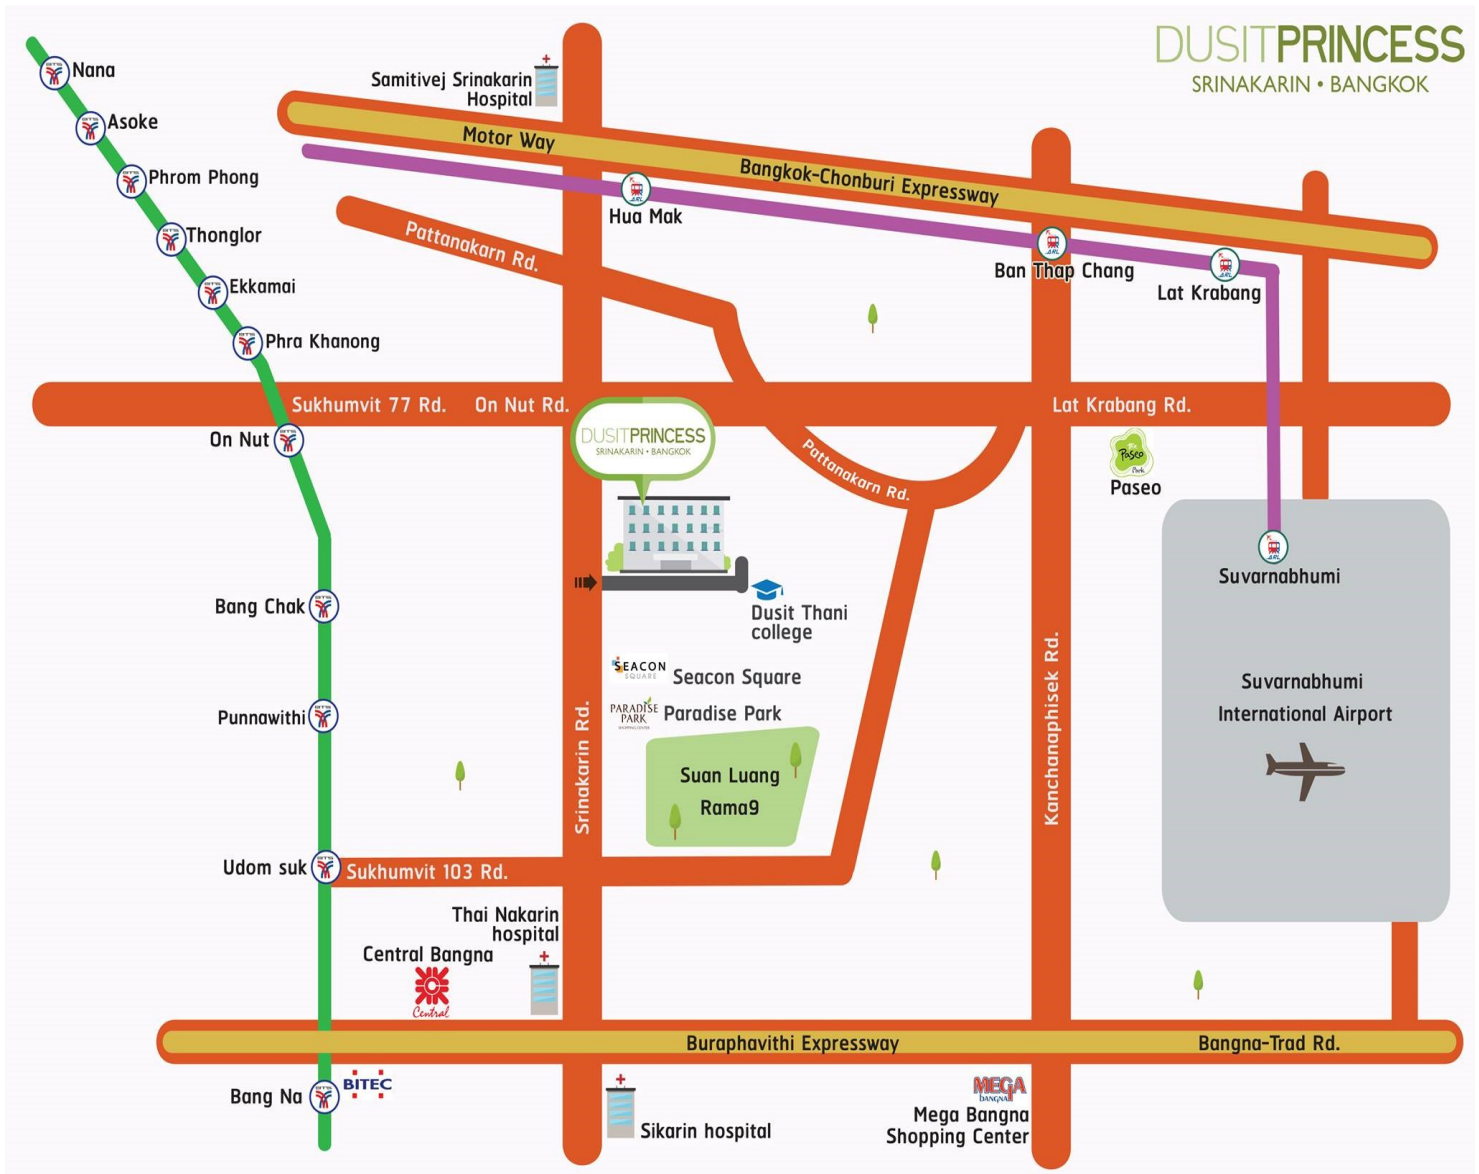 DUSITPRINCESS
SRINAKARIN • BANGKOK
Nana
Asoke
Phrom Phong
Thonglor
Ekkamai
Phra Khanong
On Nut
Bang Chak
Punnawithi
Udom suk
Bang Na
Samitivej Srinakarin
Hospital
Motor Way
Bangkok-Chonburi Expressway
Hua Mak
Ban Thap Chang
Lat Krabang
Pattanakarn Rd.
Sukhumvit 77 Rd.
On Nut Rd.
Lat Krabang Rd.
DUSITPRINCESS
SRINAKARIN • BANGKOK
Pattanakarn Rd.
Paseo
Park
Paseo
Suvarnabhumi
Dusit Thani
college
SEACON
SQUARE
Seacon Square
PARADISE
PARK
Paradise Park
Suan Luang
Rama9
Srinakarin Rd.
Kanchanaphisek Rd.
Suvarnabhumi
International Airport
Sukhumvit 103 Rd.
Thai Nakarin
hospital
Central Bangna
Central
Buraphavithi Expressway
Bangna-Trad Rd.
BITEC
Sikarin hospital
MEGA
BANGNA
Mega Bangna
Shopping Center